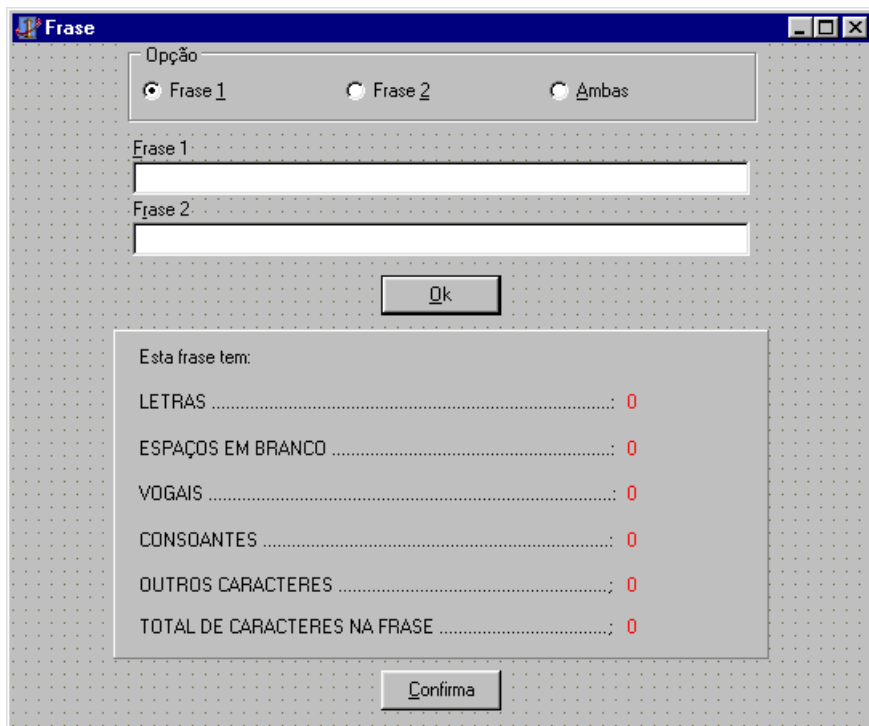 Frase
Opção
Frase 1 Frase 2 Ambas
Frase 1
Frase 2
Ok
Esta frase tem:
LETRAS ..................................................................: 0
ESPAÇOS EM BRANCO ..............................................: 0
VOGAIS ...................................................................: 0
CONSOANTES .........................................................: 0
OUTROS CARACTERES .............................................; 0
TOTAL DE CARACTERES NA FRASE ............................; 0
Confirma